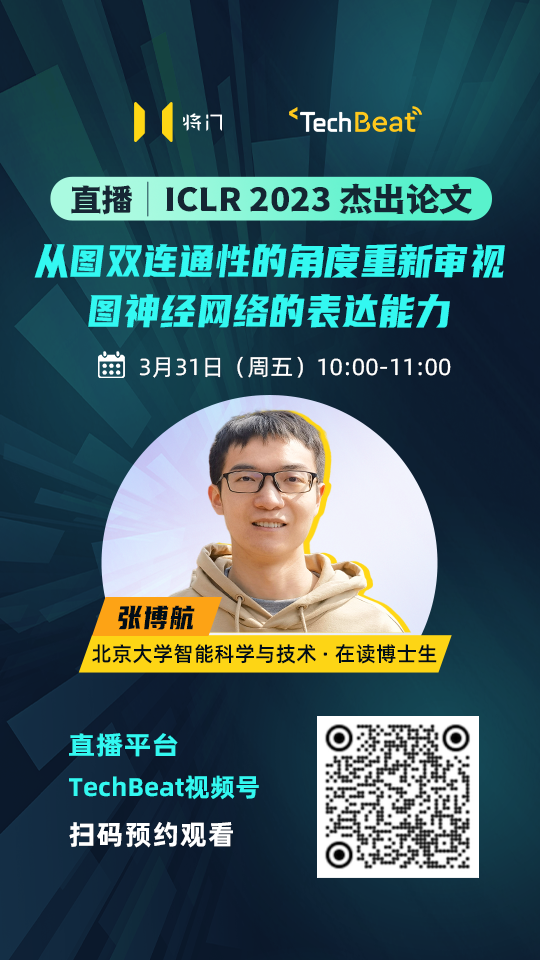 将门
TechBeat
直播 | ICLR 2023 杰出论文
从图双连通性的角度重新审视
图神经网络的表达能力
3月31日（周五）10:00-11:00
张博航
北京大学智能科学与技术·在读博士生
直播平台
TechBeat视频号
扫码预约观看